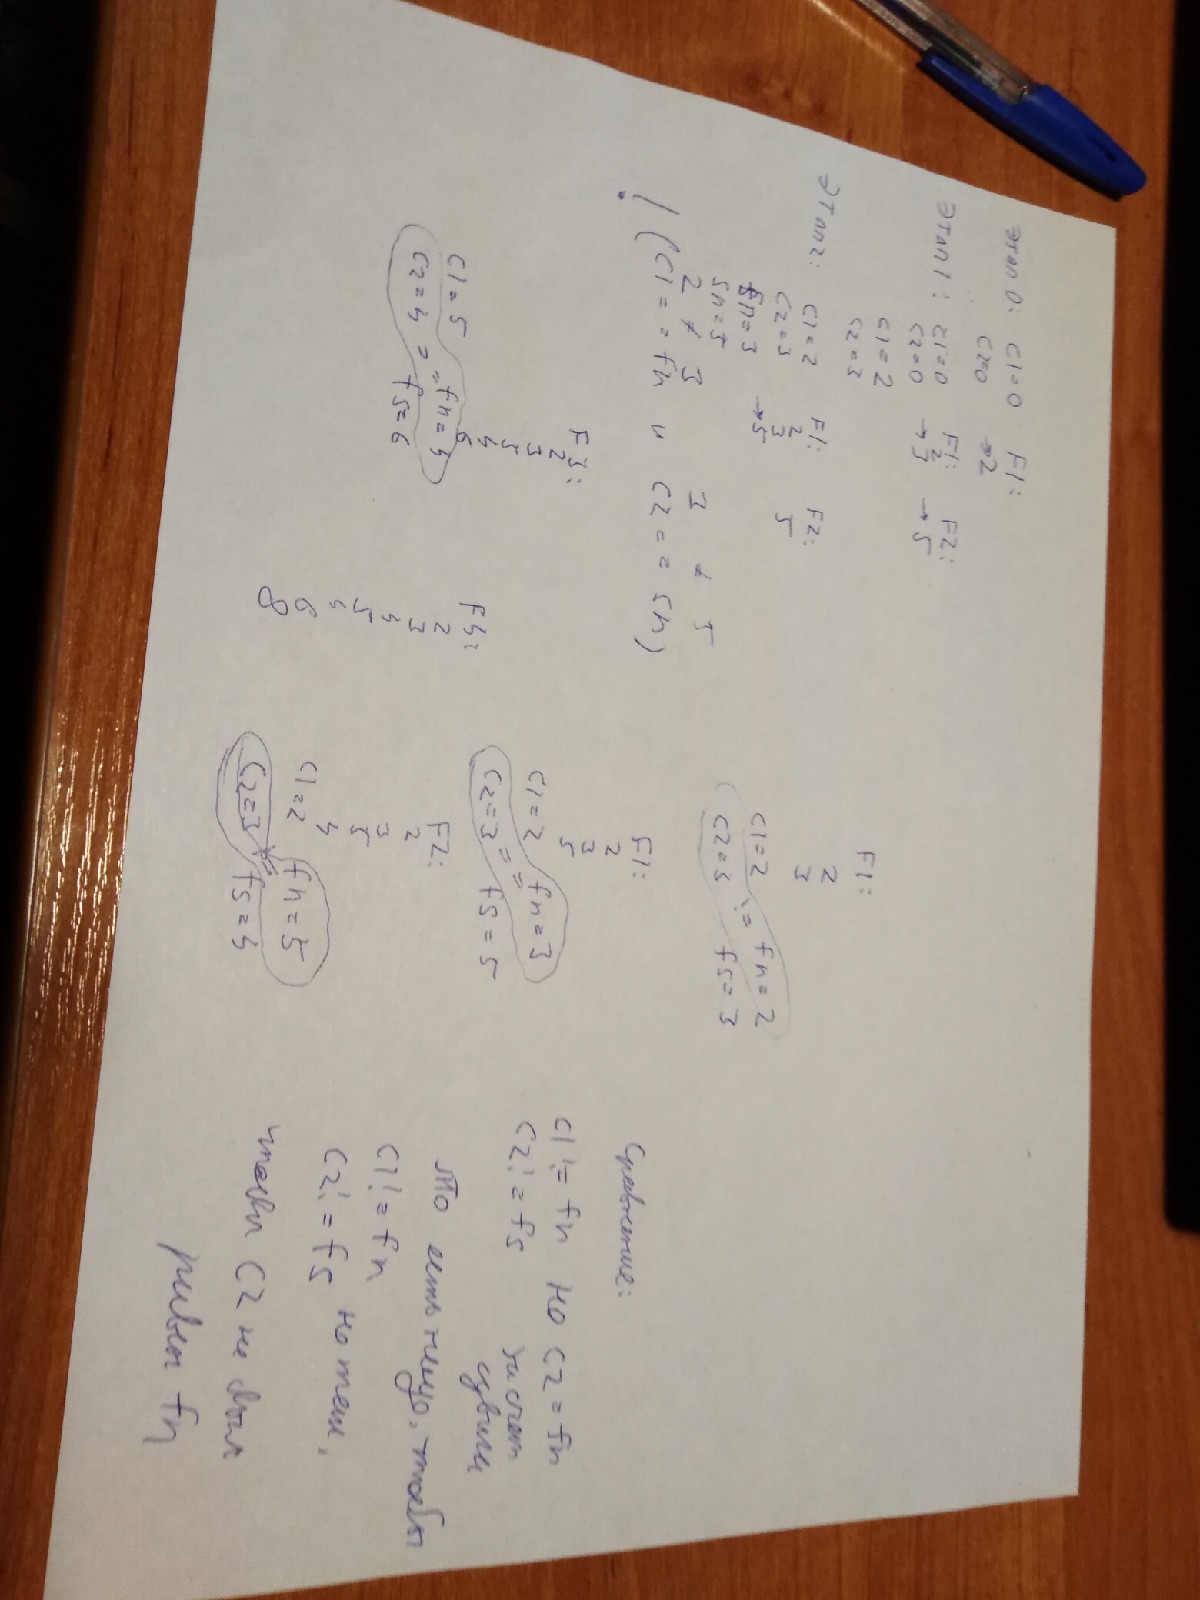 Этап 0: C1=0 F1:
C2=0 →2
Этап 1: C1=0 F1: F2:
2
C2=0 →3 →5
C1=2
C2=3
Этап 2: C1=2 F1: F2:
C2=3 2 5
3
fn=3 →5
sn=5
2 ≠ 3 3 ≠ 5
!(C1==fn и C2==sn)
F3:
2
3
5
4
6
C1=5 fn=4
C2=4 == fs=6
F4:
2
3
4
5
6
8
F1:
2
3
C1=2 fn=2
C2=3 != fs=3
F1:
2
3
5
C1=2 fn=3
C2=3 == fs=5
F2:
2
3
5
4
C1=2 fn=5
C2=3 fs=4
Сравнение:
C1!=fn но C2=fn
C2!=fs за счет
сдвига
то есть надо, чтобы
C1!=fn
C2!=fs но тем,
чтобы C2 не был
равен fn